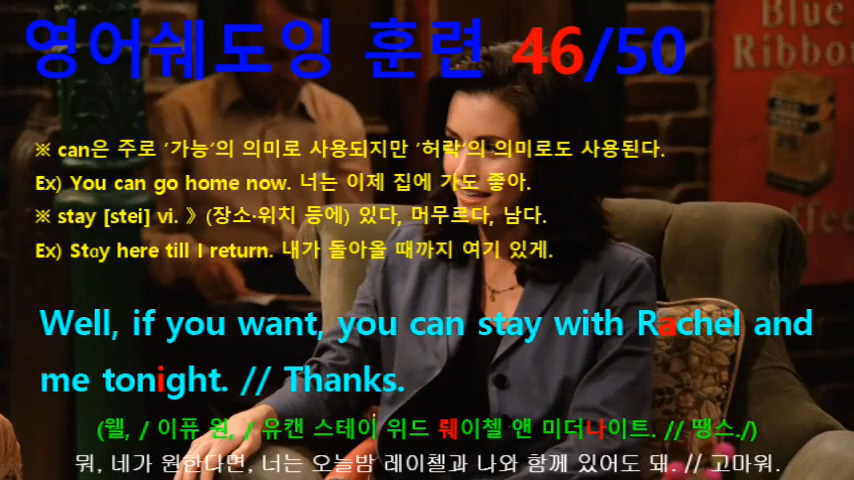 영어쉐도잉 훈련 46/50
Blue
Ribbon
※ can은 주로 '가능'의 의미로 사용되지만 '허락'의 의미로도 사용된다.
Ex) You can go home now. 너는 이제 집에 가도 좋아.
※ stay [stei] vi. 》(장소·위치 등에) 있다, 머무르다, 남다.
Ex) Stay here till I return. 내가 돌아올 때까지 여기 있게.
Well, if you want, you can stay with Rachel and
me tonight. // Thanks.
(웰, / 이퓨 원, / 유캔 스테이 위드 뤠이첼 앤 미더나이트. // 땡스./)
뭐, 네가 원한다면, 너는 오늘밤 레이첼과 나와 함께 있어도 돼. // 고마워.